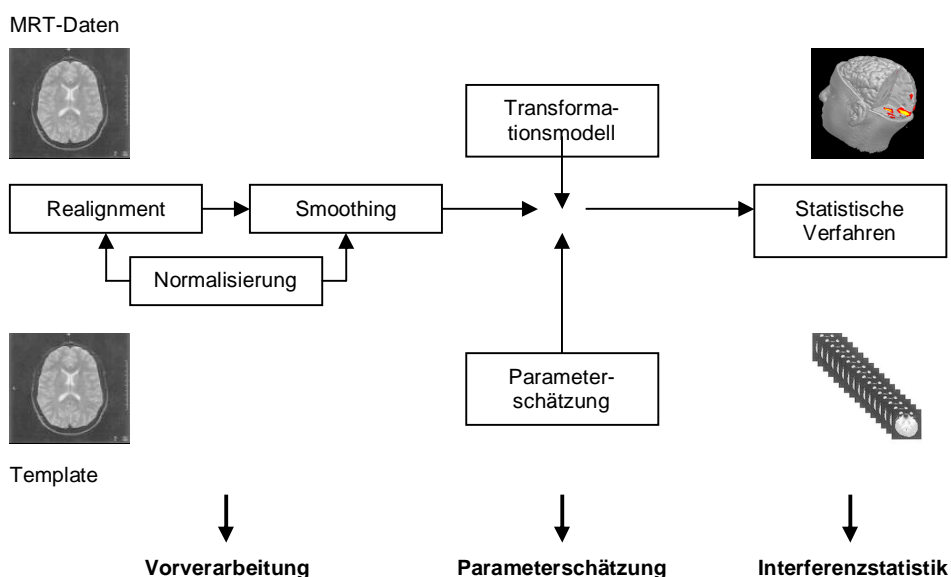 MRT-Daten
Transforma-
tionsmodell
Realignment
Smoothing
Statistische
Verfahren
Normalisierung
Parameter-
schätzung
Template
Vorverarbeitung
Parameterschätzung
Interferenzstatistik